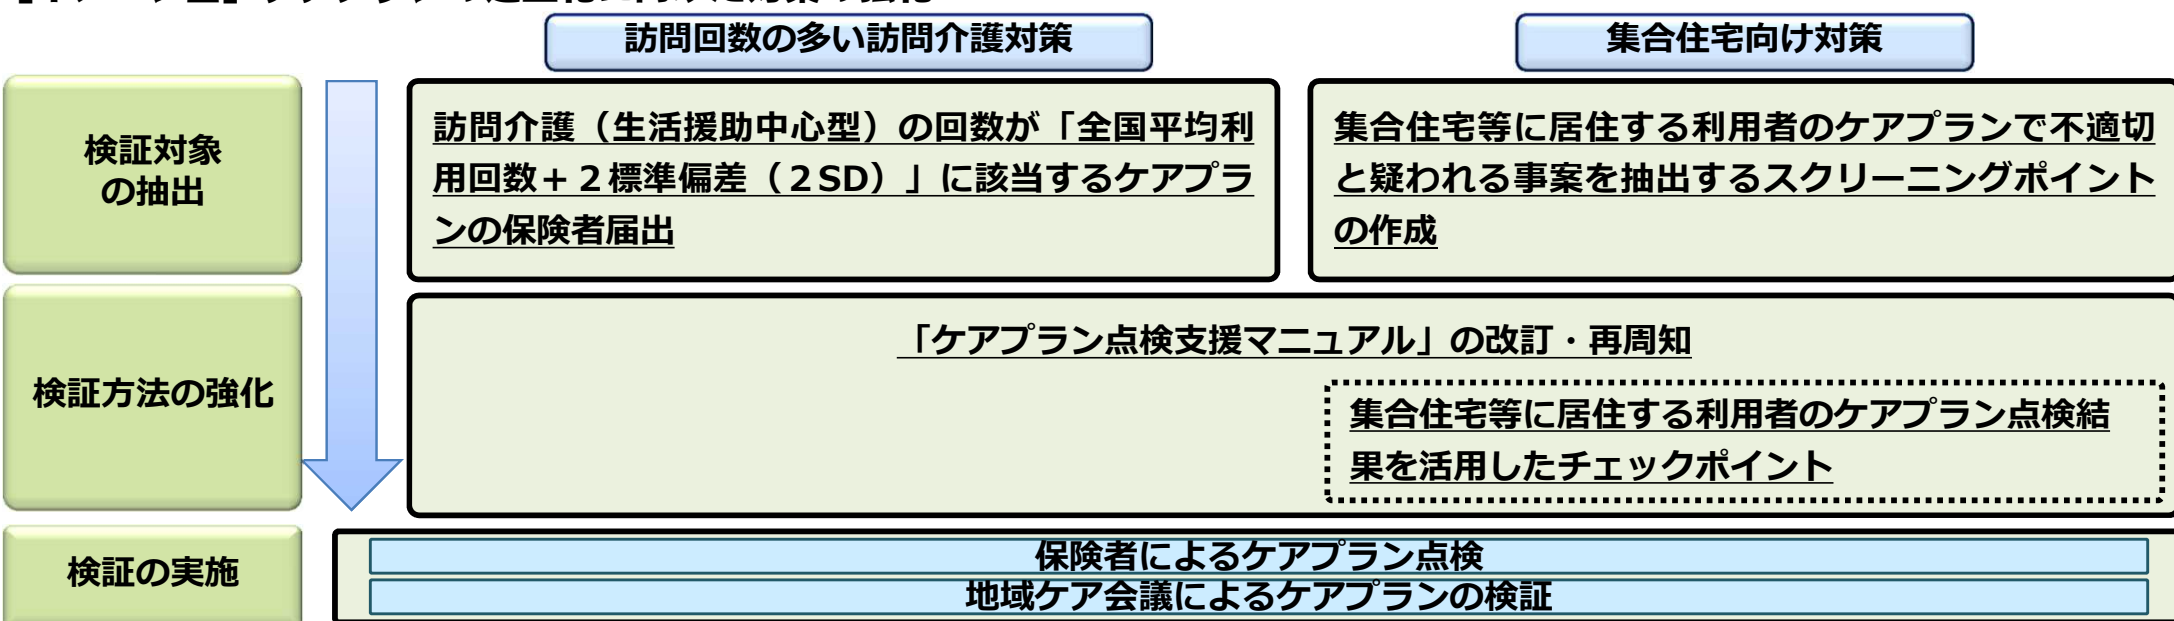 訪問回数の多い訪問介護対策
集合住宅向け対策
検証対象
の抽出
訪問介護（生活援助中心型）の回数が「全国平均利
用回数＋２標準偏差（２SD）」に該当するケアプラ
ンの保険者届出
集合住宅等に居住する利用者のケアプランで不適切
と疑われる事案を抽出するスクリーニングポイント
の作成
検証方法の強化
「ケアプラン点検支援マニュアル」の改訂・再周知
集合住宅等に居住する利用者のケアプラン点検結
果を活用したチェックポイント
検証の実施
保険者によるケアプラン点検
地域ケア会議によるケアプランの検証